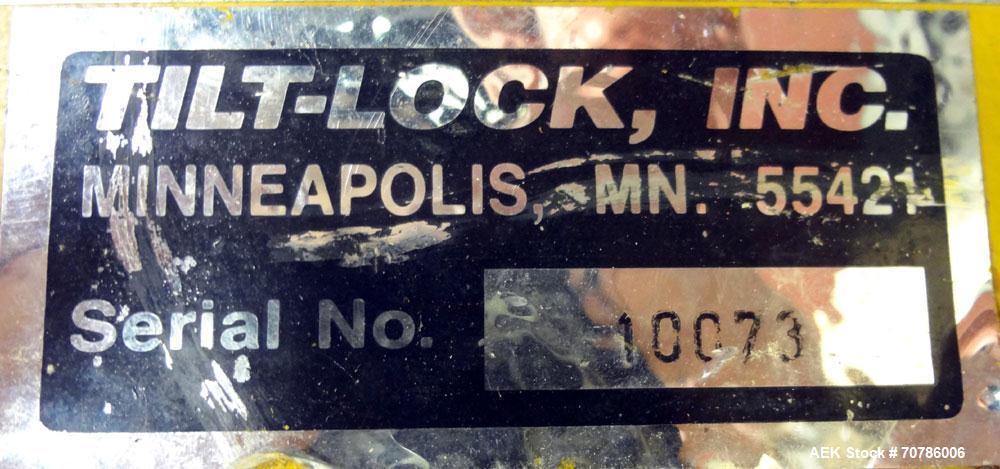 TILT-LOCK, INC.
MINNEAPOLIS, MN. 55421
Serial No. 10073
AEK Stock # 70786006